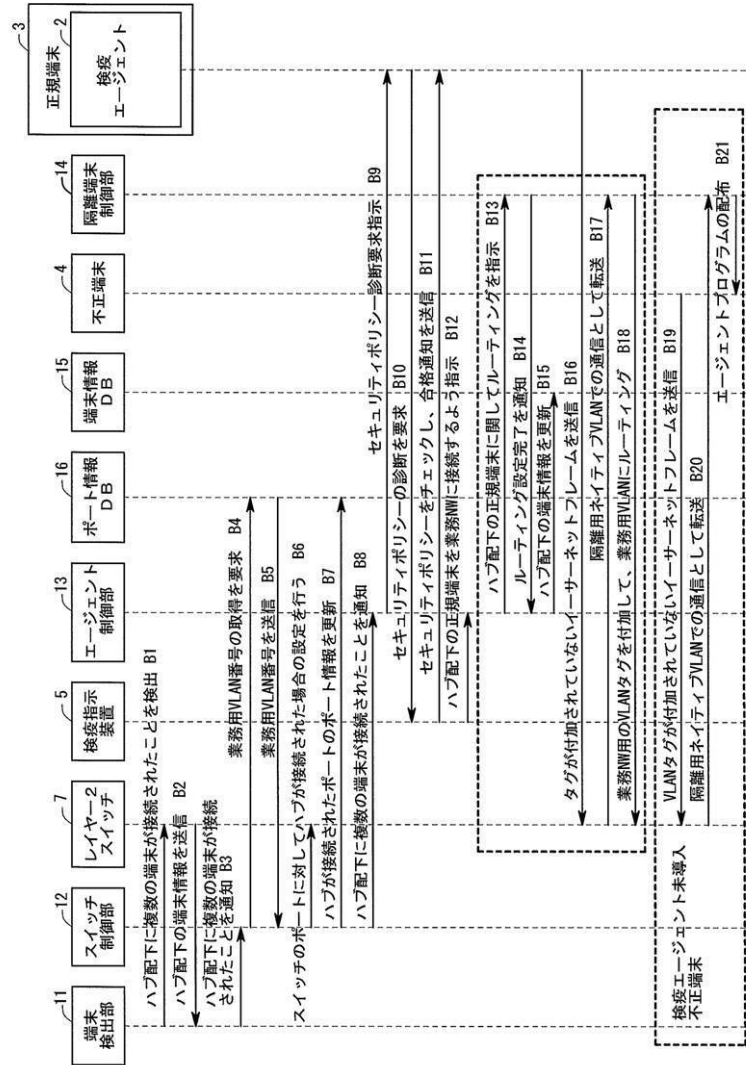 11
端末
検出部
12
スイッチ
制御部
7
レイヤー2
スイッチ
5
検疫指示
装置
13
エージェント
制御部
16
ポート情報
DB
15
端末情報
DB
4
不正端末
14
隔離端末
制御部
3
正規端末
2
検疫
エージェント
ハブ配下に複数の端末が接続されたことを検出 B1
ハブ配下の端末情報を送信 B2
ハブ配下に複数の端末が接続
されたことを通知 B3
業務用VLAN番号の取得を要求 B4
業務用VLAN番号を送信 B5
スイッチのポートに対してハブが接続された場合の設定を行う B6
ハブが接続されたポートのポート情報を更新 B7
ハブ配下に複数の端末が接続されたことを通知 B8
セキュリティポリシー診断要求指示 B9
セキュリティポリシーの診断を要求 B10
セキュリティポリシーをチェックし、合格通知を送信 B11
ハブ配下の正規端末を業務NWに接続するよう指示 B12
ハブ配下の正規端末に関してルーティングを指示 B13
ルーティング設定完了を通知 B14
ハブ配下の端末情報を更新 B15
タグが付加されていないイーサーネットフレームを送信 B16
隔離用ネイティブVLANでの通信として転送 B17
業務NW用のVLANタグを付加して、業務用VLANにルーティング B18
検疫エージェント未導入
不正端末
VLANタグが付加されていないイーサーネットフレームを送信 B19
隔離用ネイティブVLANでの通信として転送 B20
エージェントプログラムの配布 B21